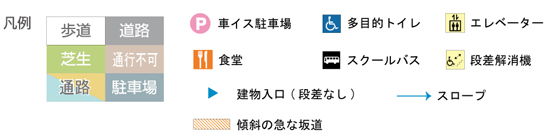 凡例
歩道 道路
芝生 通行不可
通路 駐車場
P 車イス駐車場 多目的トイレ エレベーター
食堂 スクールバス 段差解消機
建物入口 ( 段差なし ) スロープ
傾斜の急な坂道